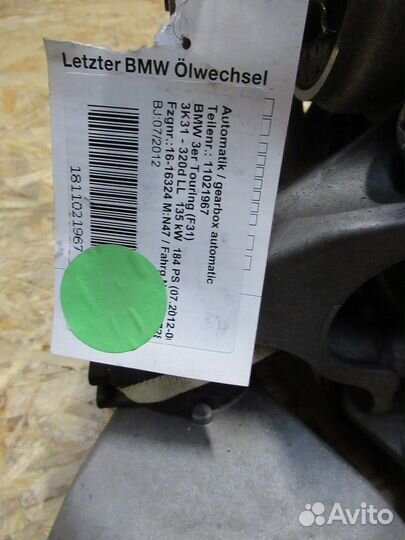 Letzter BMW Ölwechsel
Automatik / gearbox automatic
Teilenr.: 11021967
BMW 3er Touring (F31)
3K31 - 320d LL 135 kW 184 PS (07.2012-0
Fzgnr.:16-16324 M:N47 / Fahrg
BJ:07/2012
1811021967
Avito